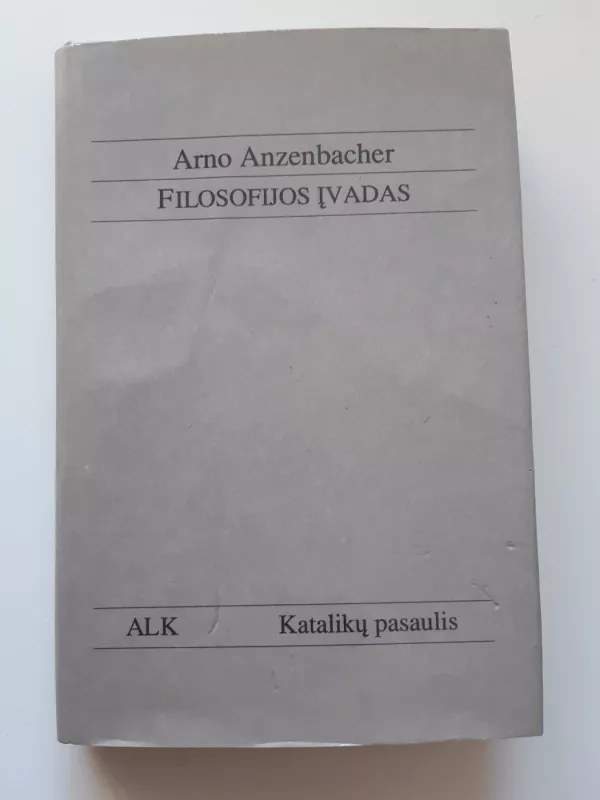 Arno Anzenbacher
FILOSOFIJOS ĮVADAS
ALK Katalikų pasaulis